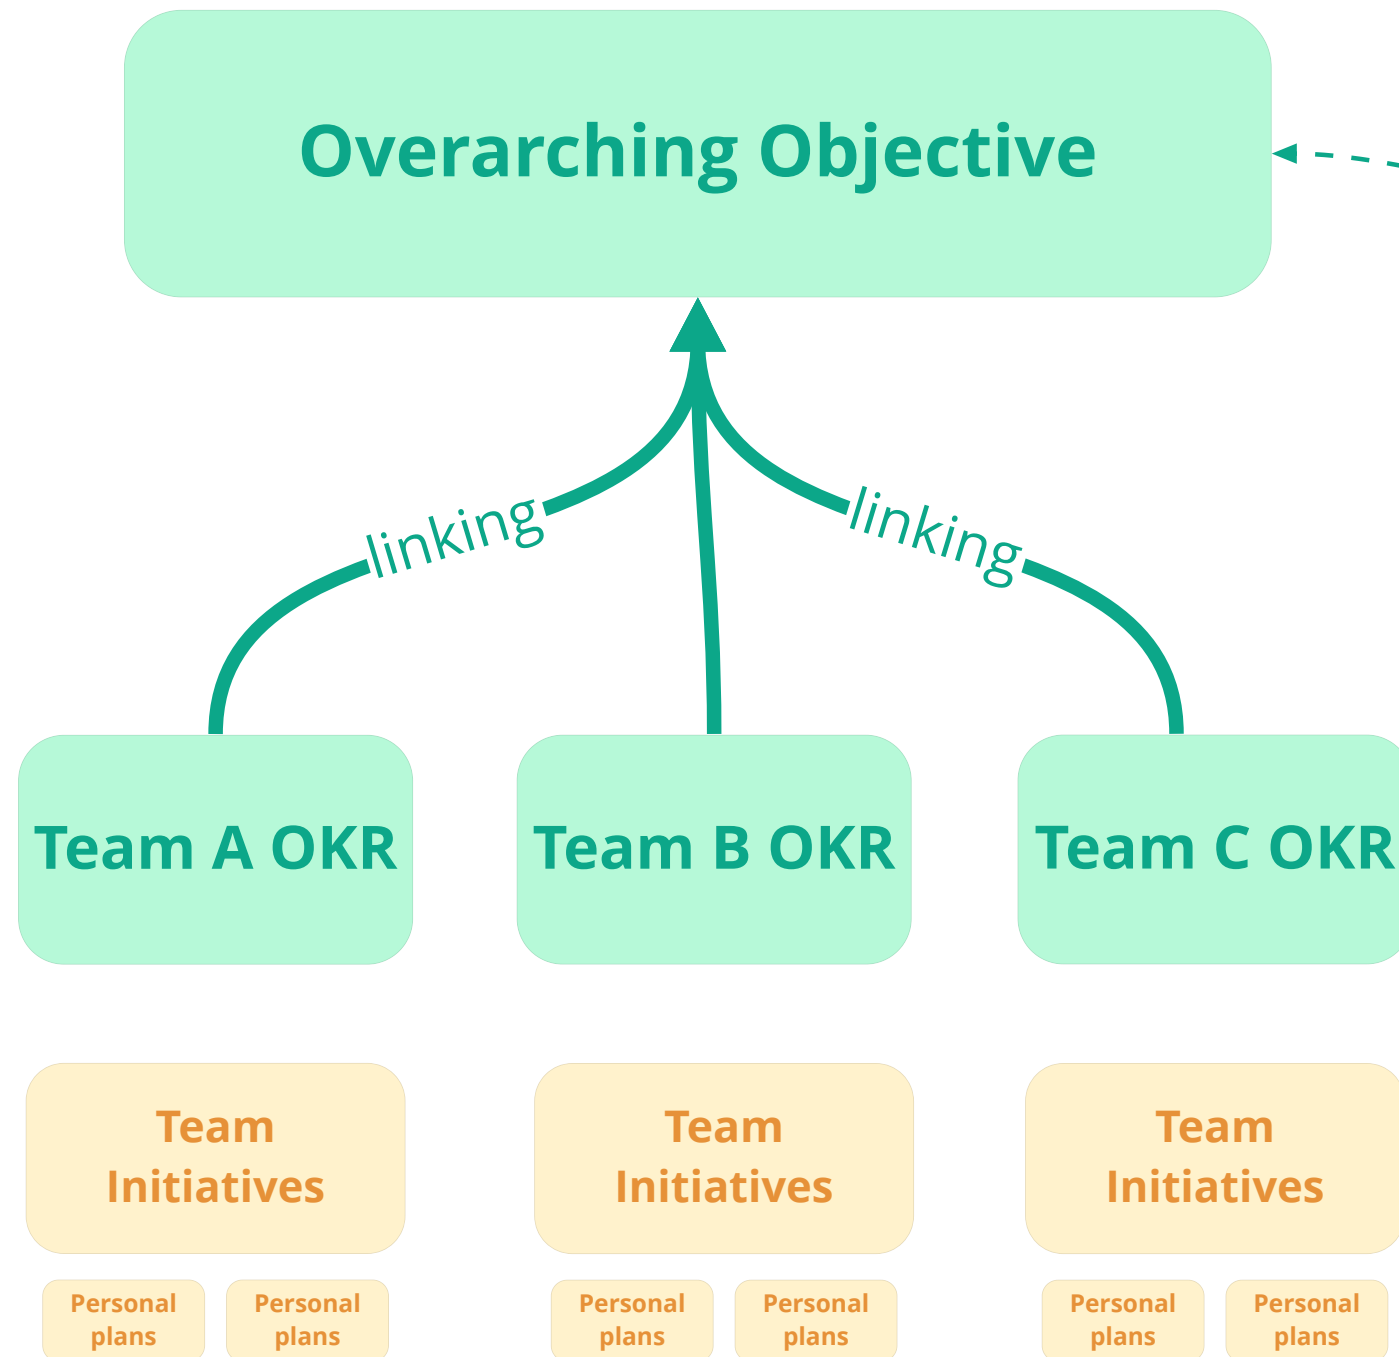 Overarching Objective
linking
linking
Team A OKR
Team B OKR
Team C OKR
Team
Initiatives
Team
Initiatives
Team
Initiatives
Personal
plans
Personal
plans
Personal
plans
Personal
plans
Personal
plans
Personal
plans